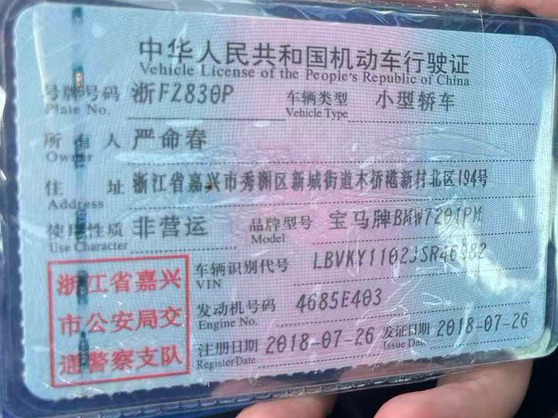 中华人民共和国机动车行驶证
Vehicle License of the People's Republic of China
号牌号码 浙FZ830P 车辆类型 小型轿车
Plate No. Vehicle Type
所有人 严命春
Owner
住址 浙江省嘉兴市秀洲区新城街道木桥港新村北区194号
Address
使用性质 非营运 品牌型号 宝马牌BMW7201PM
Use Character Model
浙江省嘉兴
市公安局交
通警察支队
车辆识别代号
VIN
发动机号码 4685E403
Engine No.
注册日期 2018-07-26 发证日期 2018-07-26
Register Date Issue Date